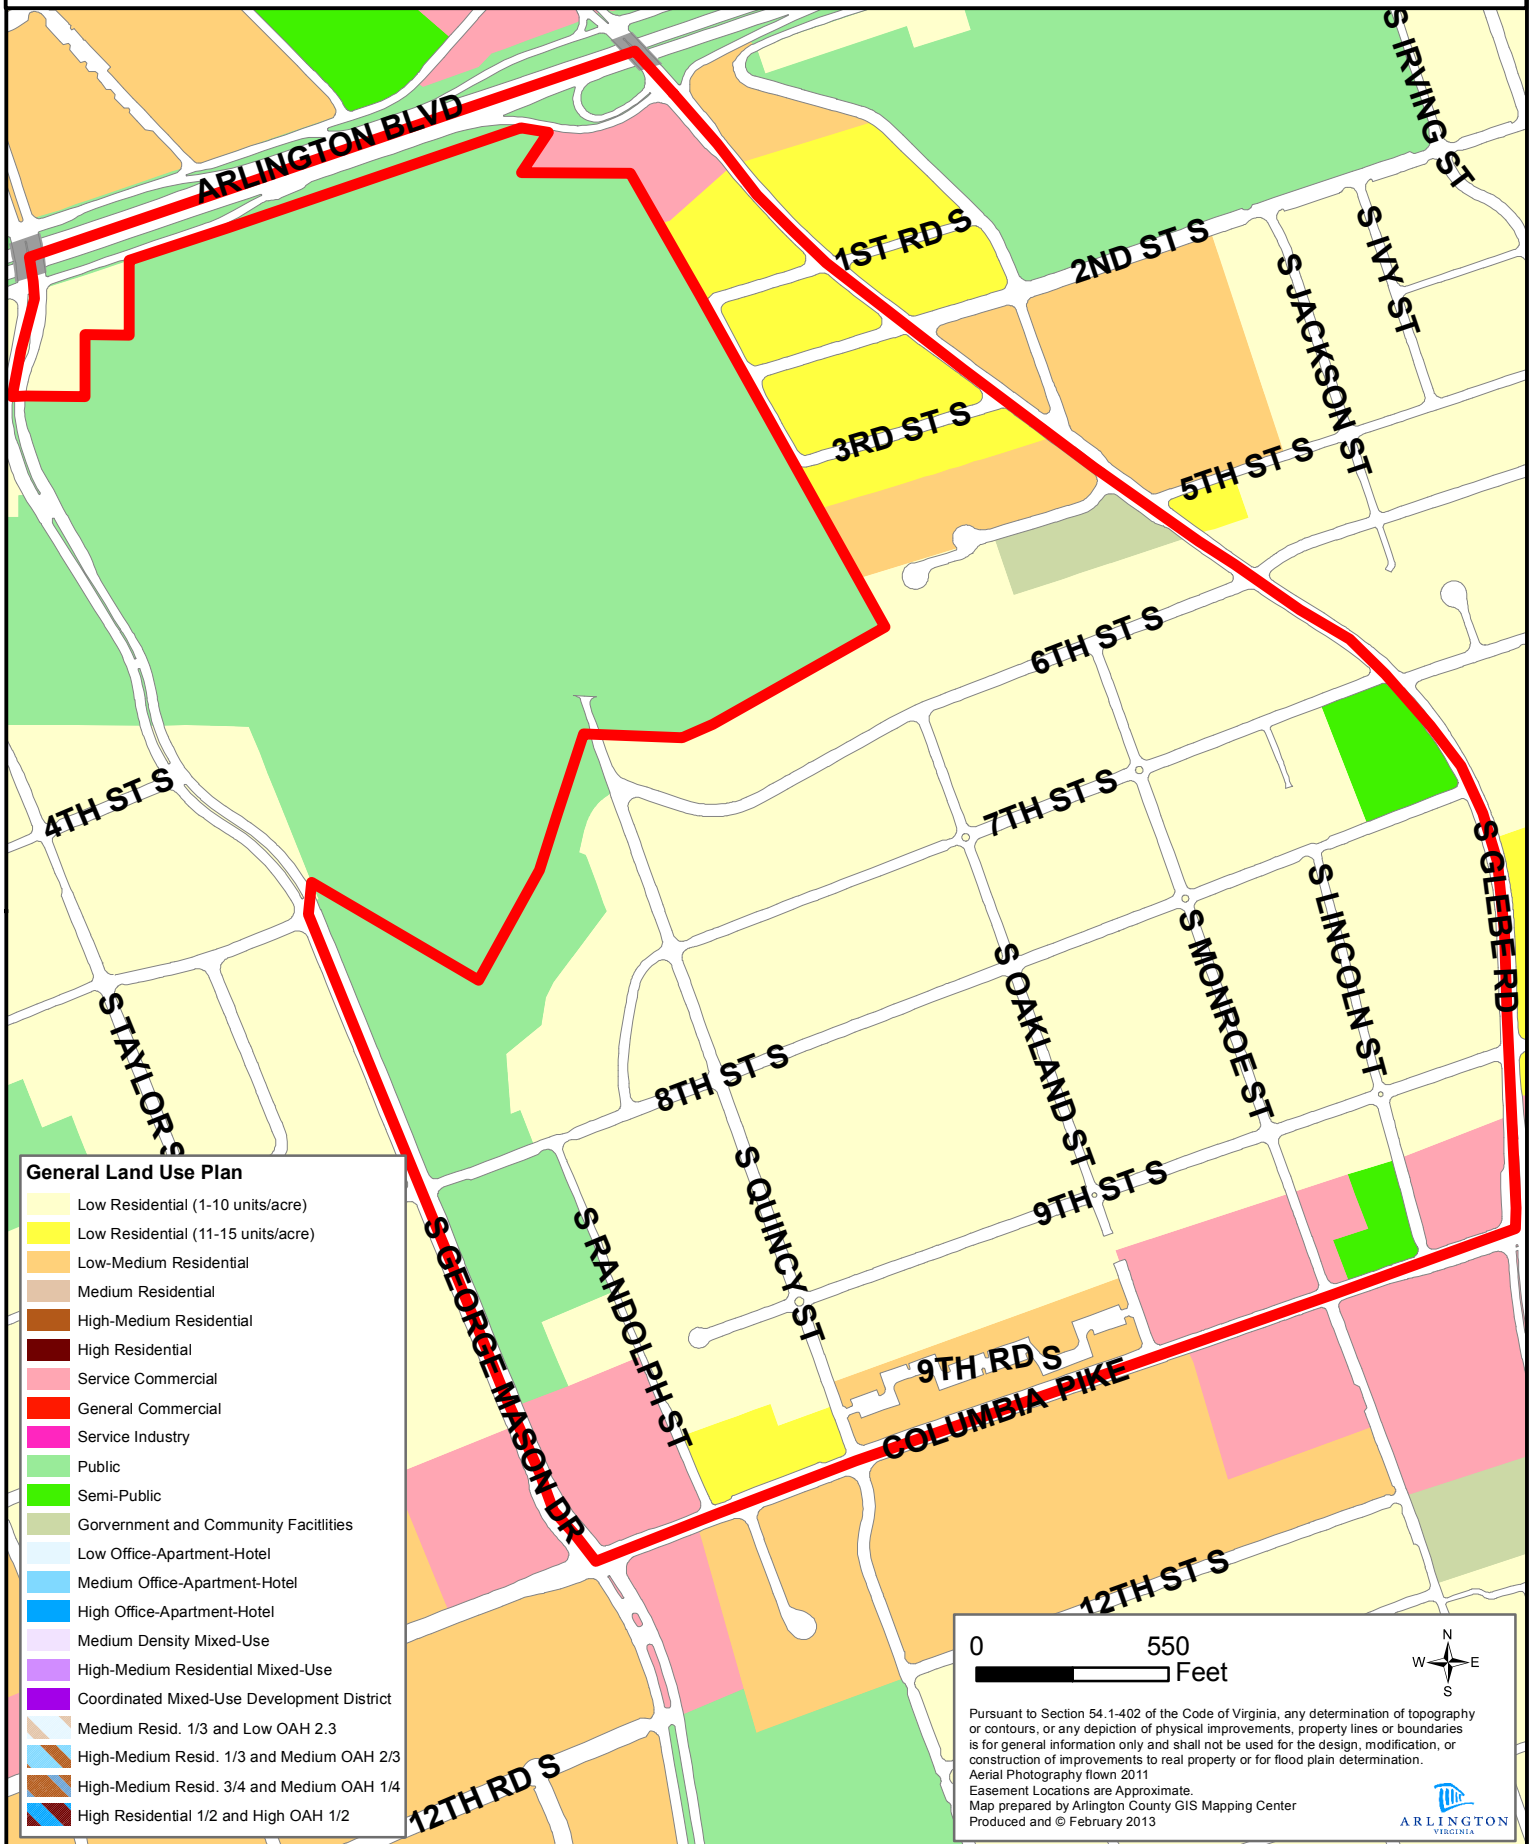 S IRVING ST
ARLINGTON BLVD
1ST RD S
2ND ST S
S IVY ST
S JACKSON ST
3RD ST S
5TH ST S
6TH ST S
4TH ST S
7TH ST S
S GLEBE RD
S LINCOLN ST
S MONROE ST
S OAKLAND ST
S TAYLOR S
8TH ST S
S QUINCY ST
9TH ST S
S RANDOLPH ST
S GEORGE MASON DR
9TH RD S
COLUMBIA PIKE
12TH ST S
12TH RD S
General Land Use Plan
Low Residential (1-10 units/acre)
Low Residential (11-15 units/acre)
Low-Medium Residential
Medium Residential
High-Medium Residential
High Residential
Service Commercial
General Commercial
Service Industry
Public
Semi-Public
Gorvernment and Community Facitlities
Low Office-Apartment-Hotel
Medium Office-Apartment-Hotel
High Office-Apartment-Hotel
Medium Density Mixed-Use
High-Medium Residential Mixed-Use
Coordinated Mixed-Use Development District
Medium Resid. 1/3 and Low OAH 2.3
High-Medium Resid. 1/3 and Medium OAH 2/3
High-Medium Resid. 3/4 and Medium OAH 1/4
High Residential 1/2 and High OAH 1/2
0 550
Feet
N
W E
S
Pursuant to Section 54.1-402 of the Code of Virginia, any determination of topography
or contours, or any depiction of physical improvements, property lines or boundaries
is for general information only and shall not be used for the design, modification, or
construction of improvements to real property or for flood plain determination.
Aerial Photography flown 2011
Easement Locations are Approximate.
Map prepared by Arlington County GIS Mapping Center
Produced and © February 2013
ARLINGTON
VIRGINIA